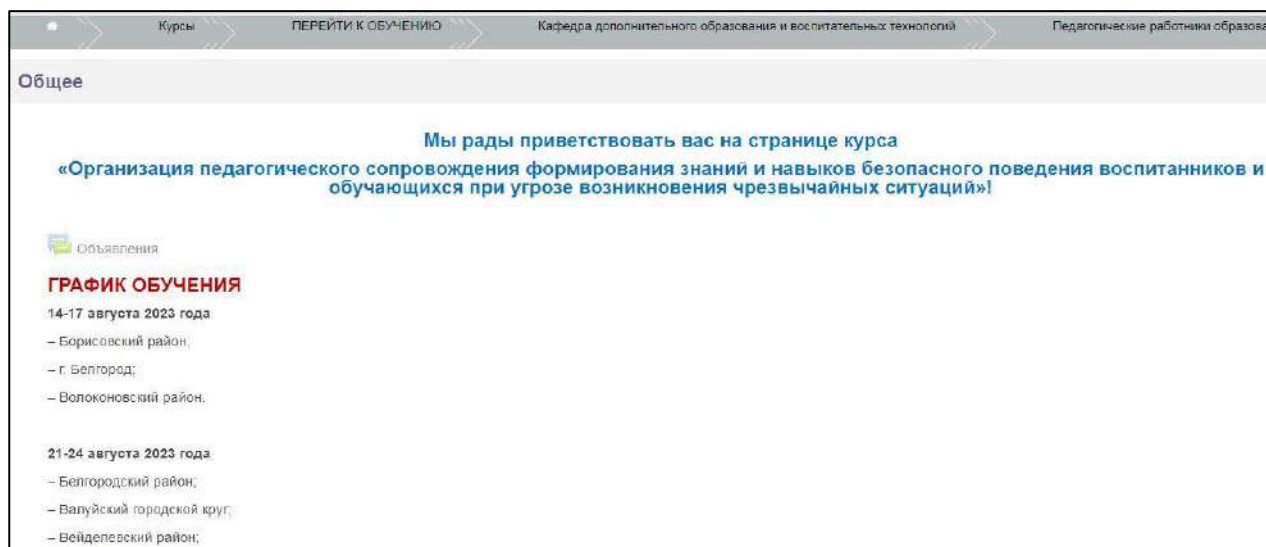 Курсы ПЕРЕЙТИ К ОБУЧЕНИЮ Кафедра дополнительного образования и воспитательных технологий Педагогические работники образова
Общее
Мы рады приветствовать вас на странице курса
«Организация педагогического сопровождения формирования знаний и навыков безопасного поведения воспитанников и
обучающихся при угрозе возникновения чрезвычайных ситуаций»!
Объявления
ГРАФИК ОБУЧЕНИЯ
14-17 августа 2023 года
– Борисовский район;
– г. Белгород;
– Волоконовский район.
21-24 августа 2023 года
– Белгородский район;
– Валуйский городской круг;
– Вейделевский район;